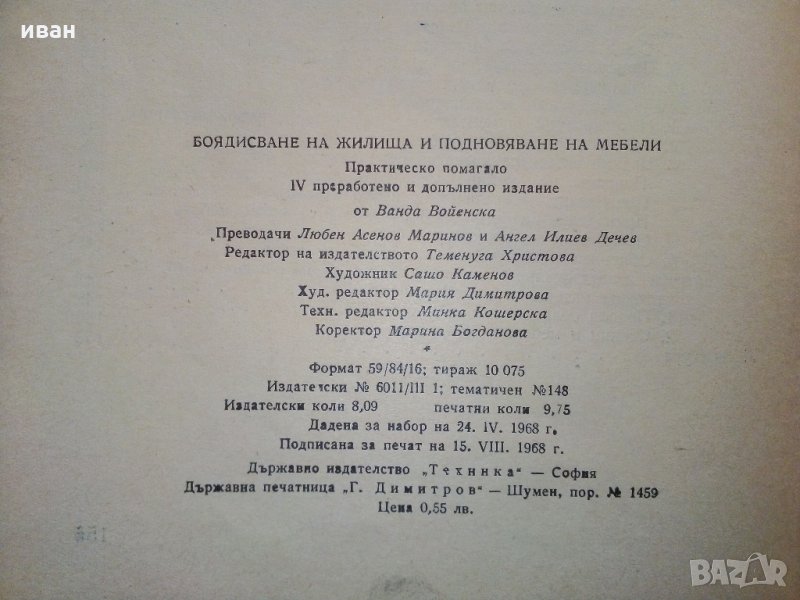 иван
БОЯДИСВАНЕ НА ЖИЛИЩА И ПОДНОВЯВАНЕ НА МЕБЕЛИ
Практическо помагало
IV преработено и допълнено издание
от Ванда Войенска
Преводачи Любен Асенов Маринов и Ангел Илиев Дечев
Редактор на издателството Теменуга Христова
Художник Сашо Каменов
Худ. редактор Мария Димитрова
Техн. редактор Минка Кошерска
Коректор Марина Богданова
*
Формат 59/84/16; тираж 10 075
Издателски № 6011/III 1; тематичен №148
Издателски коли 8,09 печатни коли 9,75
Дадена за набор на 24. IV. 1968 г.
Подписана за печат на 15. VIII. 1968 г.
Държавно издателство „Техника“ — София
Държавна печатница „Г. Димитров“ — Шумен, пор. № 1459
Цена 0,55 лв.
BAZAR